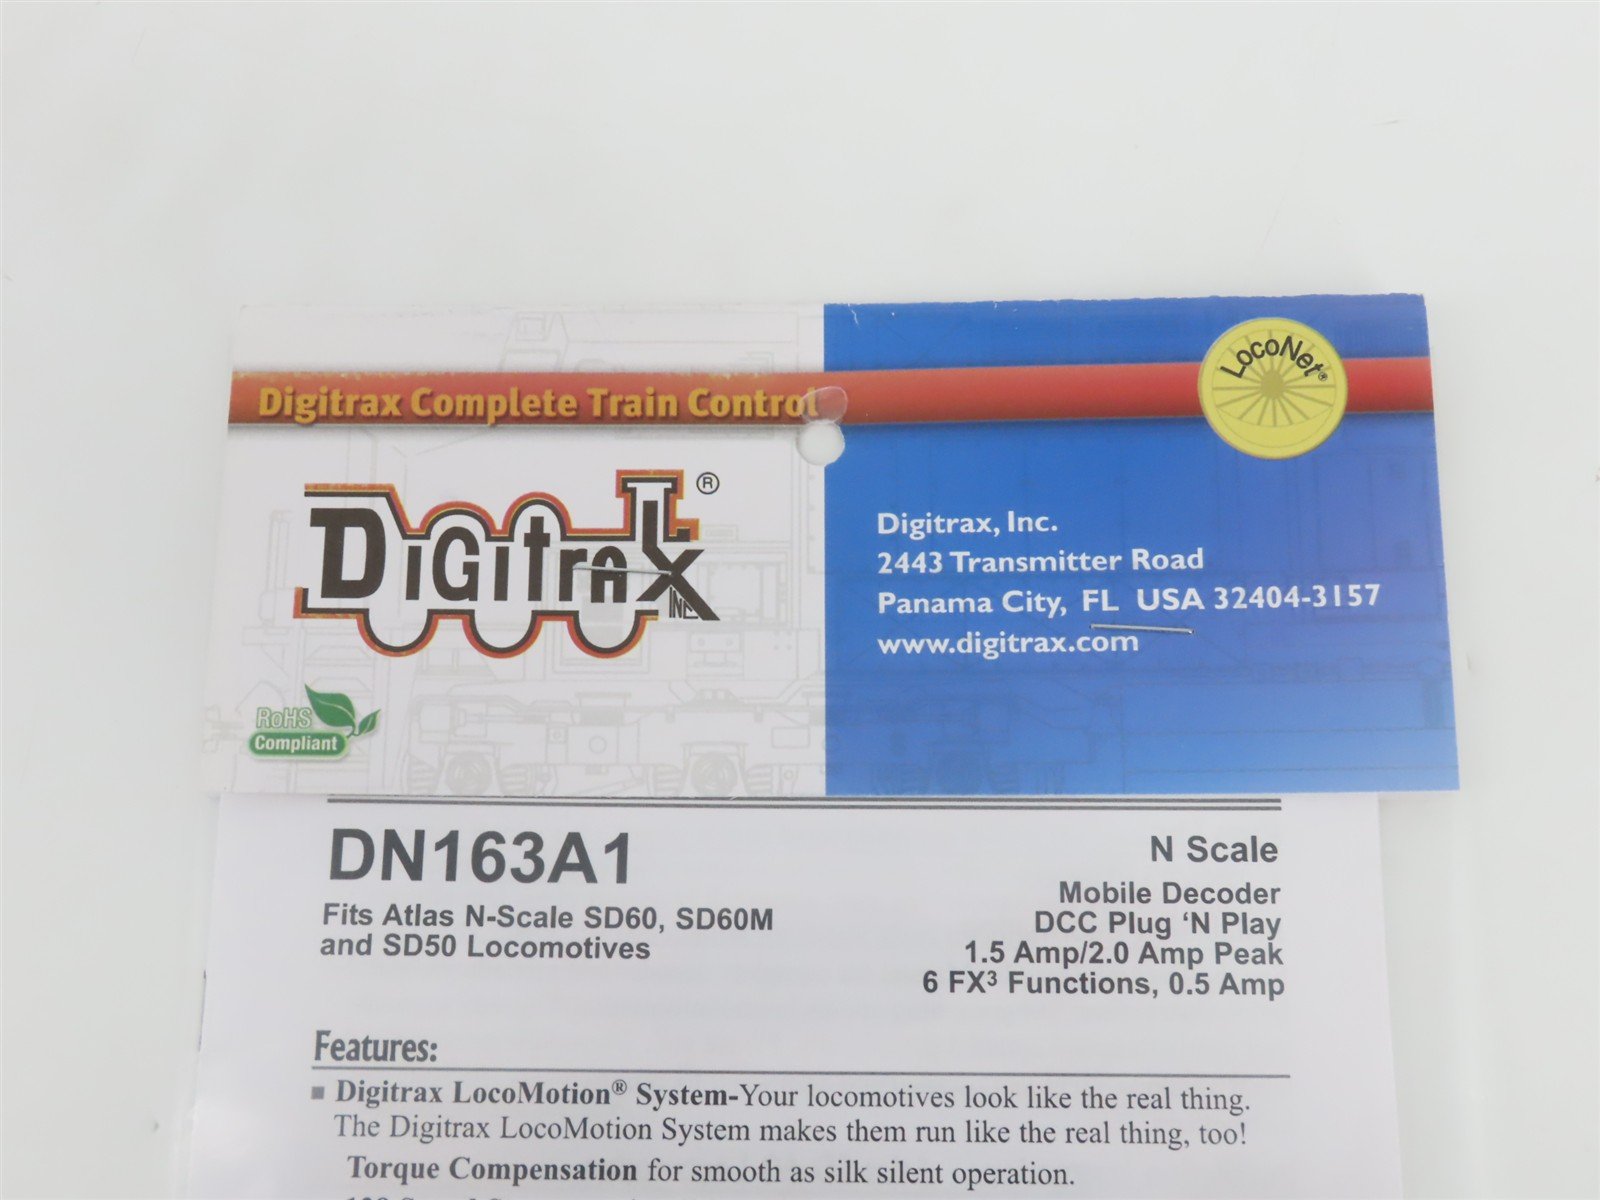 Digitrax Complete Train Control
LocoNet®
DiGitrax ®
INC.
Digitrax, Inc.
2443 Transmitter Road
Panama City, FL USA 32404-3157
www.digitrax.com
RoHS
Compliant
DN163A1
Fits Atlas N-Scale SD60, SD60M
and SD50 Locomotives
N Scale
Mobile Decoder
DCC Plug ‘N Play
1.5 Amp/2.0 Amp Peak
6 FX³ Functions, 0.5 Amp
Features:
■ Digitrax LocoMotion® System-Your locomotives look like the real thing.
The Digitrax LocoMotion System makes them run like the real thing, too!
Torque Compensation for smooth as silk silent operation.